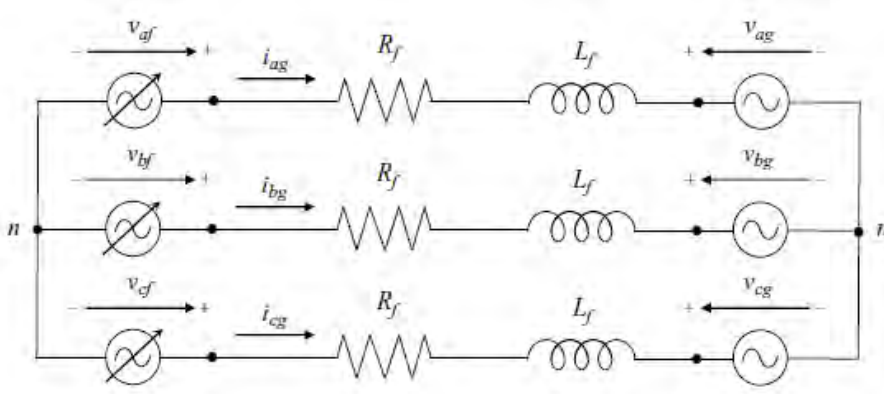 − v_af + R_f L_f + v_ag −
i_ag
− v_bf + R_f L_f + v_bg −
i_bg
n n
− v_cf + R_f L_f + v_cg −
i_cg